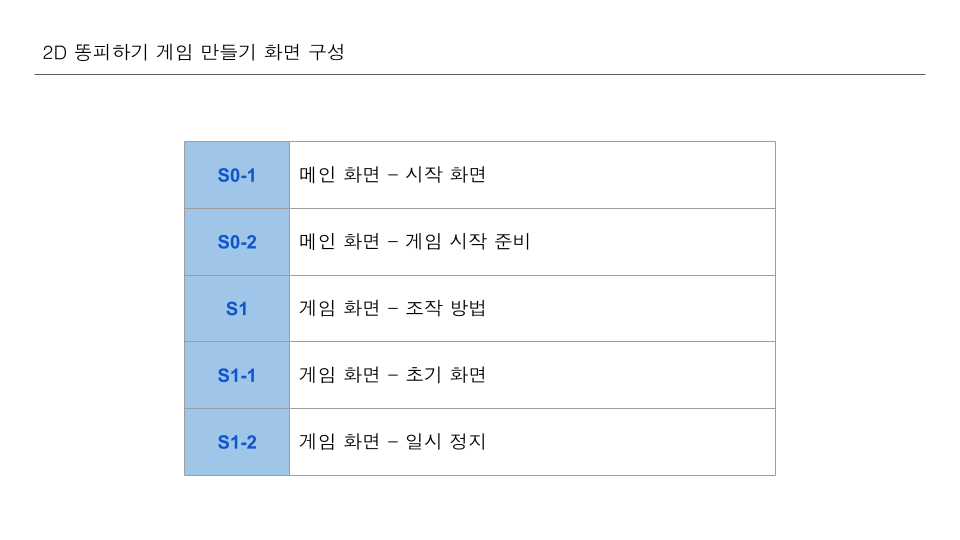 2D 똥피하기 게임 만들기 화면 구성
S0-1 메인 화면 – 시작 화면
S0-2 메인 화면 – 게임 시작 준비
S1 게임 화면 – 조작 방법
S1-1 게임 화면 – 초기 화면
S1-2 게임 화면 – 일시 정지